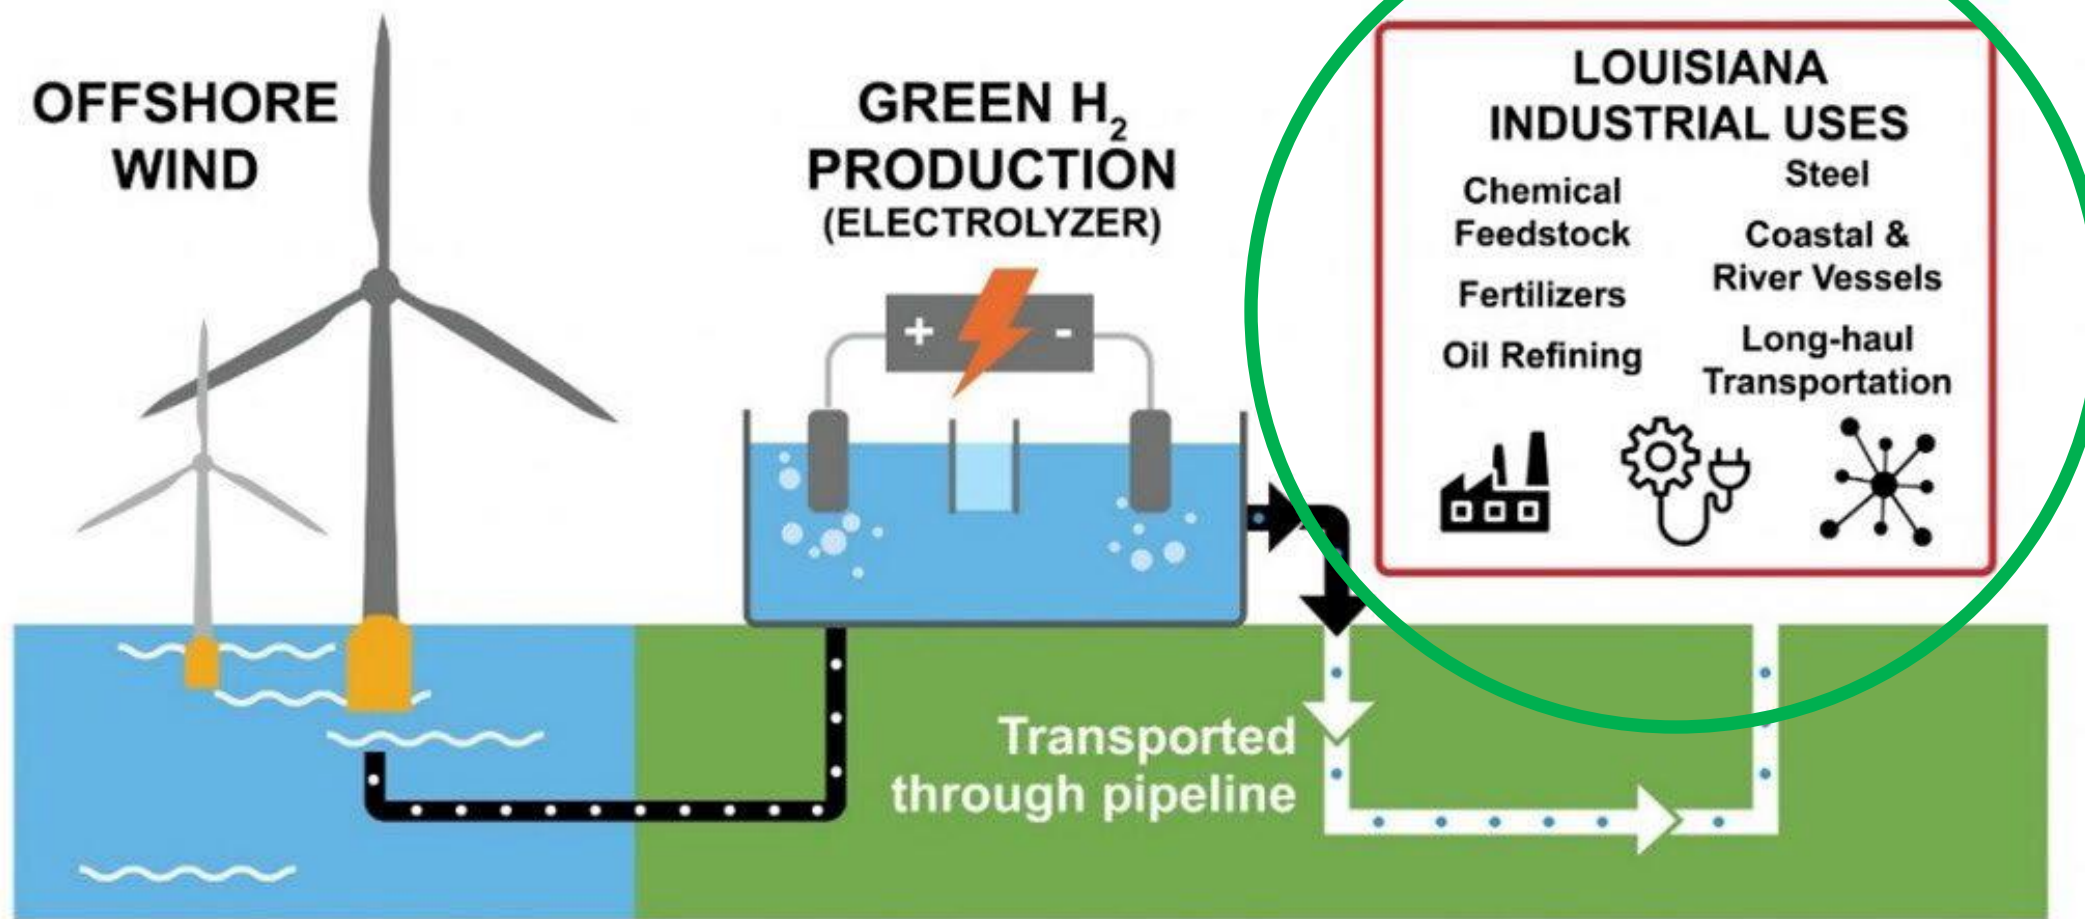 OFFSHORE
WIND
GREEN H₂
PRODUCTION
(ELECTROLYZER)
+ -
LOUISIANA
INDUSTRIAL USES
Chemical
Feedstock
Fertilizers
Oil Refining
Steel
Coastal &
River Vessels
Long-haul
Transportation
Transported
through pipeline